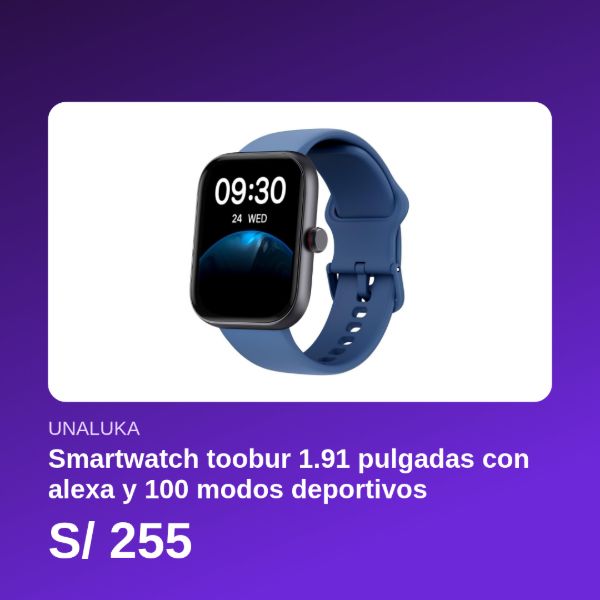 09:30
24 WED
UNALUKA
Smartwatch toobur 1.91 pulgadas con
alexa y 100 modos deportivos
S/ 255